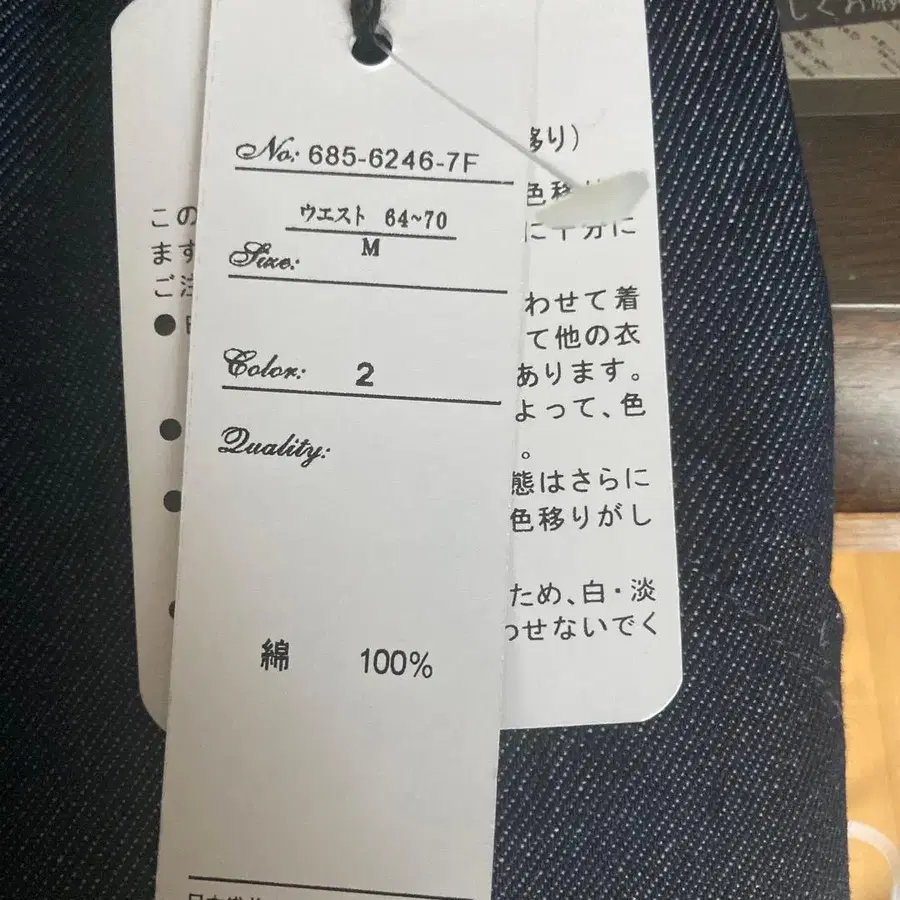 No: 685-6246-7F
ウエスト 64~70
M
Size:
Color: 2
Quality:
綿 100%
この
ます
ご注
移り)
色移り
に十分に
わせて着
て他の衣
あります。
よって、色
。
態はさらに
色移りがし
ため、白・淡
わせないでく